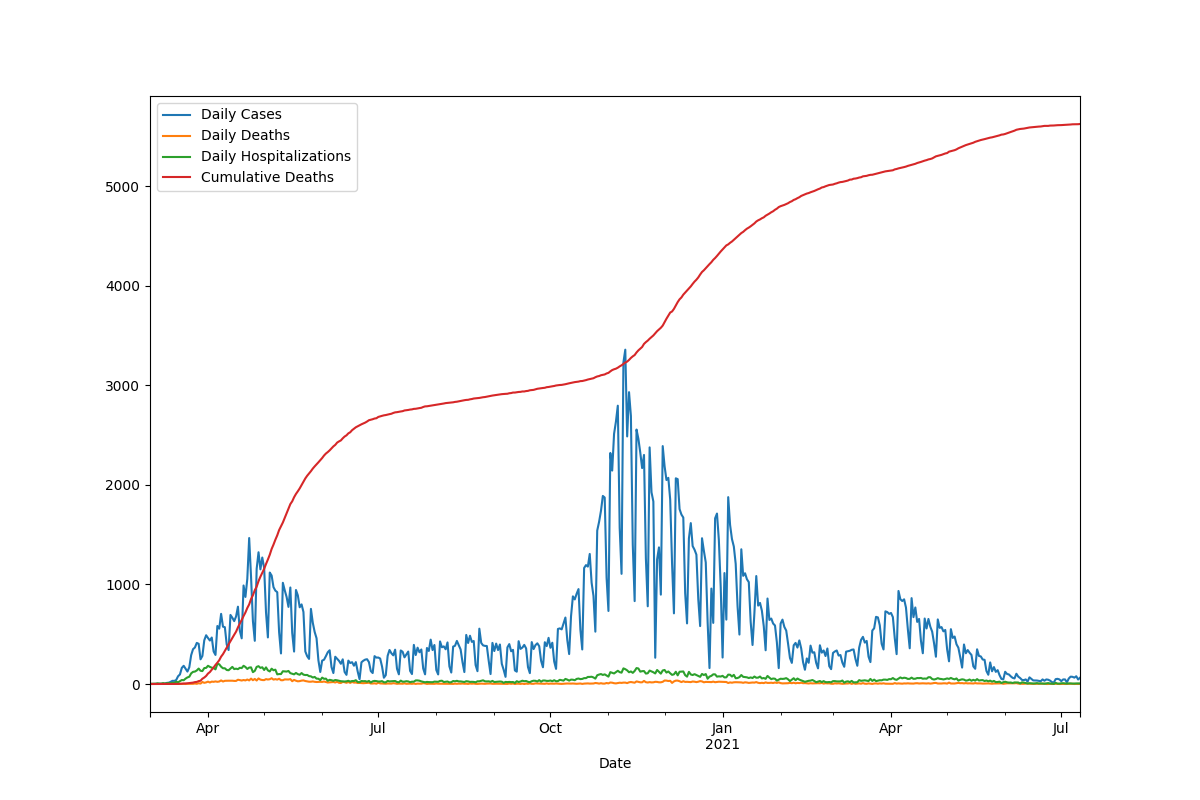 Daily Cases
Daily Deaths
Daily Hospitalizations
Cumulative Deaths
5000
4000
3000
2000
1000
0
Apr Jul Oct Jan Apr Jul
2021
Date